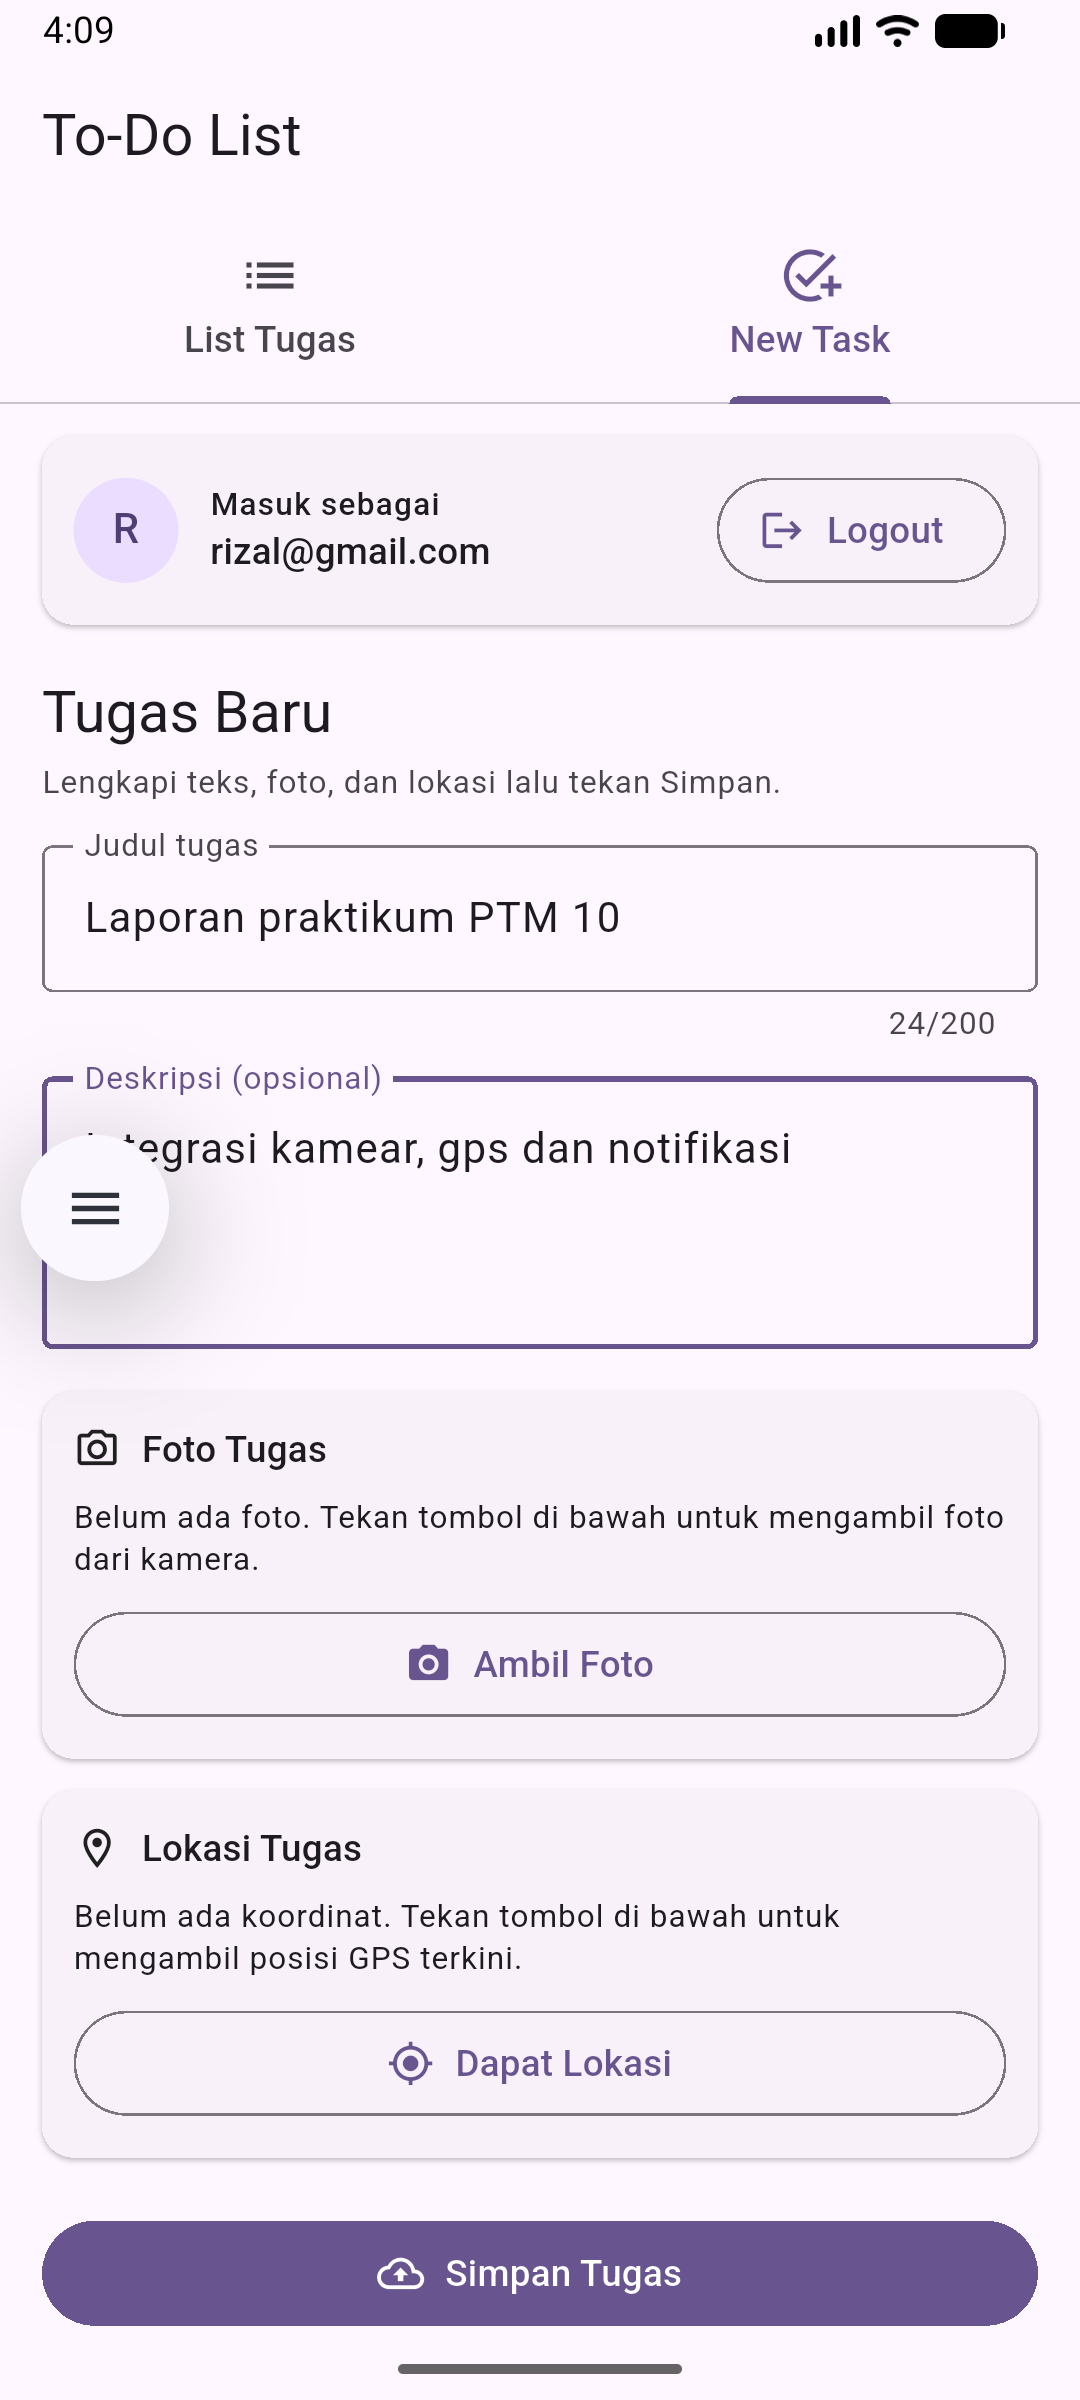 4:09
To-Do List
List Tugas
New Task
R
Masuk sebagai
rizal@gmail.com
Logout
Tugas Baru
Lengkapi teks, foto, dan lokasi lalu tekan Simpan.
Judul tugas
Laporan praktikum PTM 10
24/200
Deskripsi (opsional)
kamear, gps dan notifikasi
Foto Tugas
Belum ada foto. Tekan tombol di bawah untuk mengambil foto
dari kamera.
Ambil Foto
Lokasi Tugas
Belum ada koordinat. Tekan tombol di bawah untuk
mengambil posisi GPS terkini.
Dapat Lokasi
Simpan Tugas